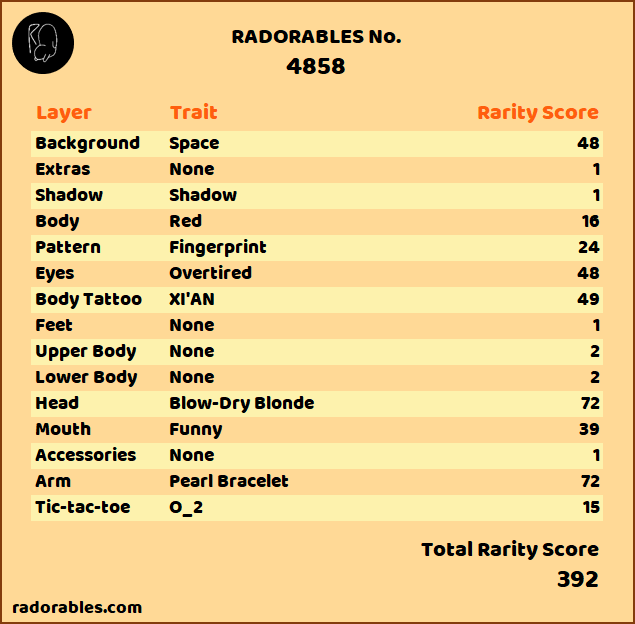 RADORABLES No.
4858
Layer Trait Rarity Score
Background Space 48
Extras None 1
Shadow Shadow 1
Body Red 16
Pattern Fingerprint 24
Eyes Overtired 48
Body Tattoo XI'AN 49
Feet None 1
Upper Body None 2
Lower Body None 2
Head Blow-Dry Blonde 72
Mouth Funny 39
Accessories None 1
Arm Pearl Bracelet 72
Tic-tac-toe O_2 15
Total Rarity Score
392
radorables.com